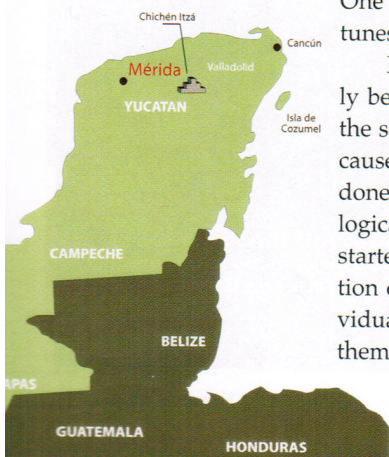 Chichén Itzá
Cancún
Mérida
Valladolid
YUCATAN
Isla de
Cozumel
CAMPECHE
BELIZE
APAS
GUATEMALA
HONDURAS
One
tunes
ly be
the s
cause
done
logica
starte
tion o
vidua
them